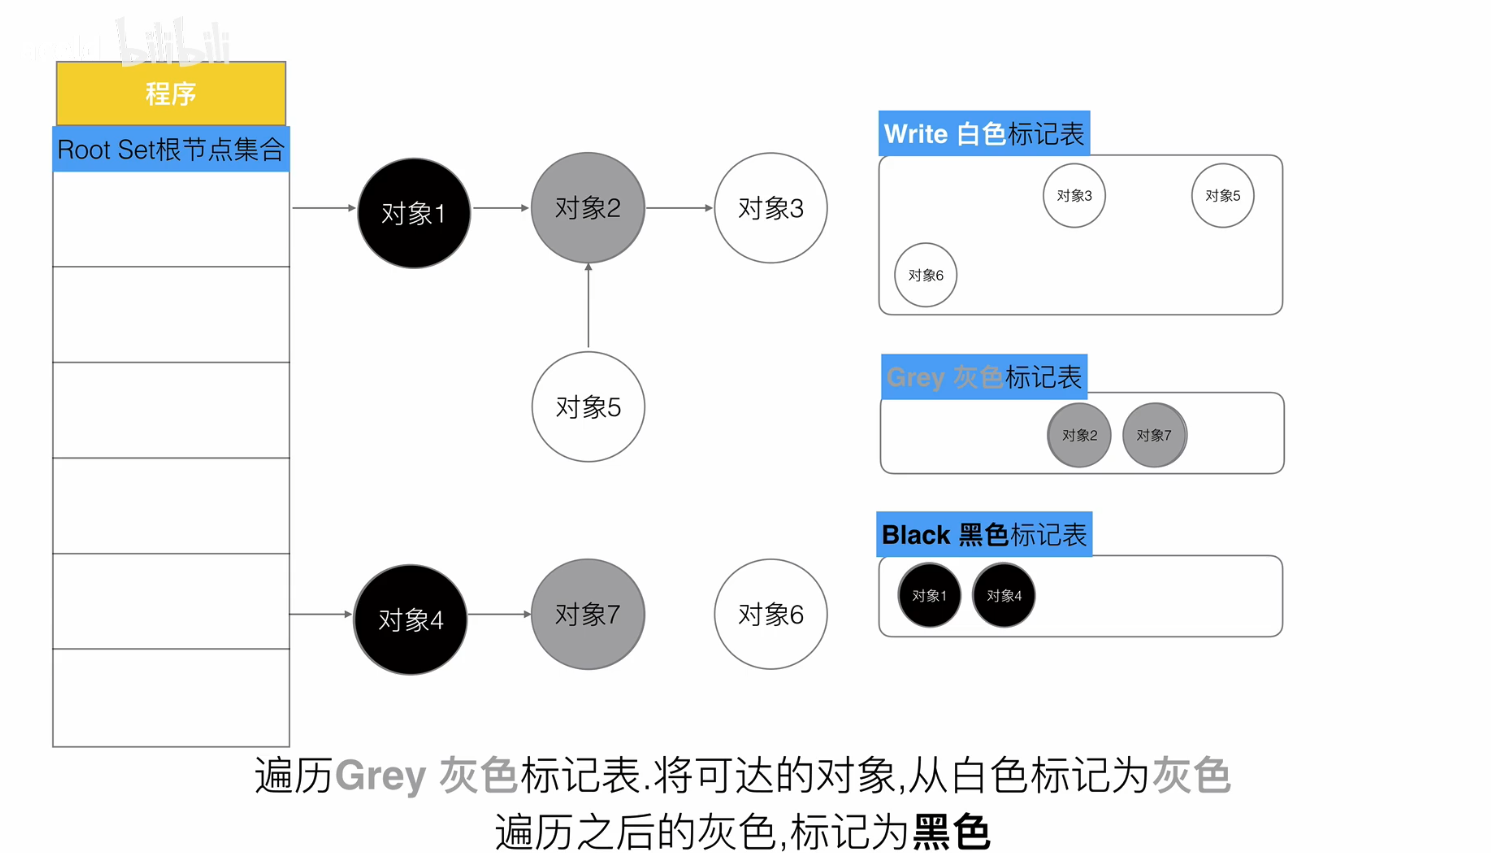 bilibili
程序
Root Set根节点集合
对象1
对象2
对象3
对象5
对象4
对象7
对象6
Write 白色标记表
对象3
对象5
对象6
Grey 灰色标记表
对象2
对象7
Black 黑色标记表
对象1
对象4
遍历Grey 灰色标记表.将可达的对象,从白色标记为灰色
遍历之后的灰色,标记为黑色